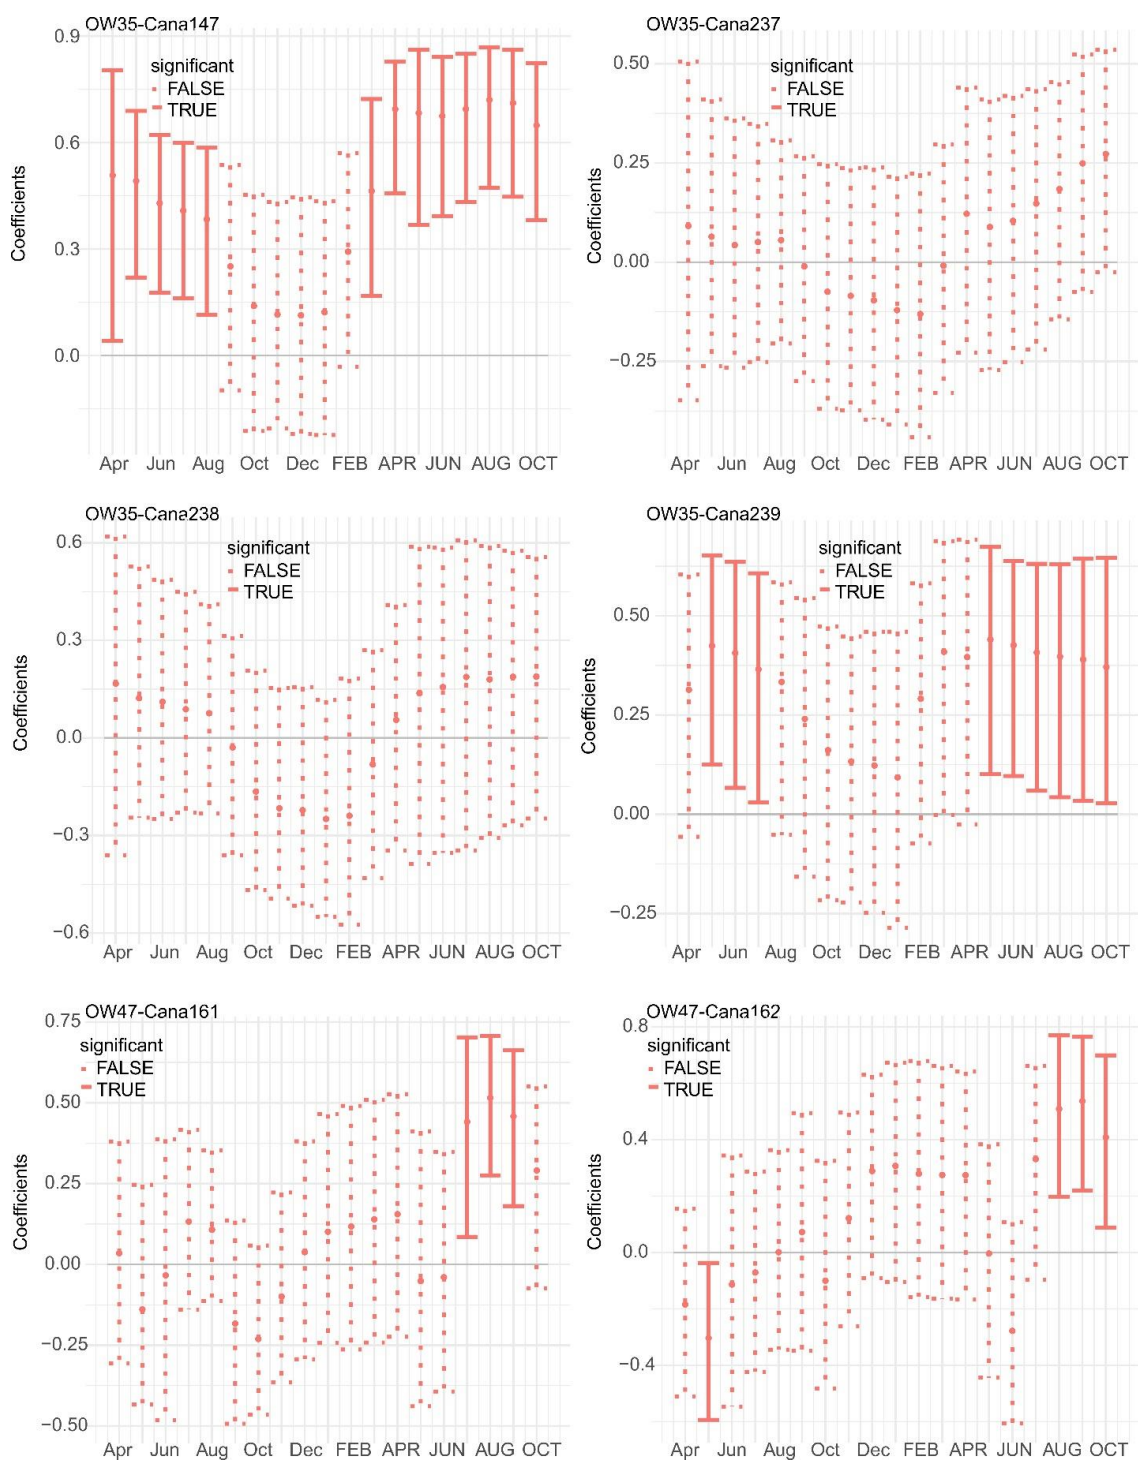 OW35-Cana147
significant
FALSE
TRUE
Coefficients
0.9
0.6
0.3
0.0
Apr Jun Aug Oct Dec FEB APR JUN AUG OCT
OW35-Cana237
significant
FALSE
TRUE
Coefficients
0.50
0.25
0.00
−0.25
Apr Jun Aug Oct Dec FEB APR JUN AUG OCT
OW35-Cana238
significant
FALSE
TRUE
Coefficients
0.6
0.3
0.0
−0.3
−0.6
Apr Jun Aug Oct Dec FEB APR JUN AUG OCT
OW35-Cana239
significant
FALSE
TRUE
Coefficients
0.50
0.25
0.00
−0.25
Apr Jun Aug Oct Dec FEB APR JUN AUG OCT
OW47-Cana161
significant
FALSE
TRUE
Coefficients
0.75
0.50
0.25
0.00
−0.25
−0.50
Apr Jun Aug Oct Dec FEB APR JUN AUG OCT
OW47-Cana162
significant
FALSE
TRUE
Coefficients
0.8
0.4
0.0
−0.4
Apr Jun Aug Oct Dec FEB APR JUN AUG OCT